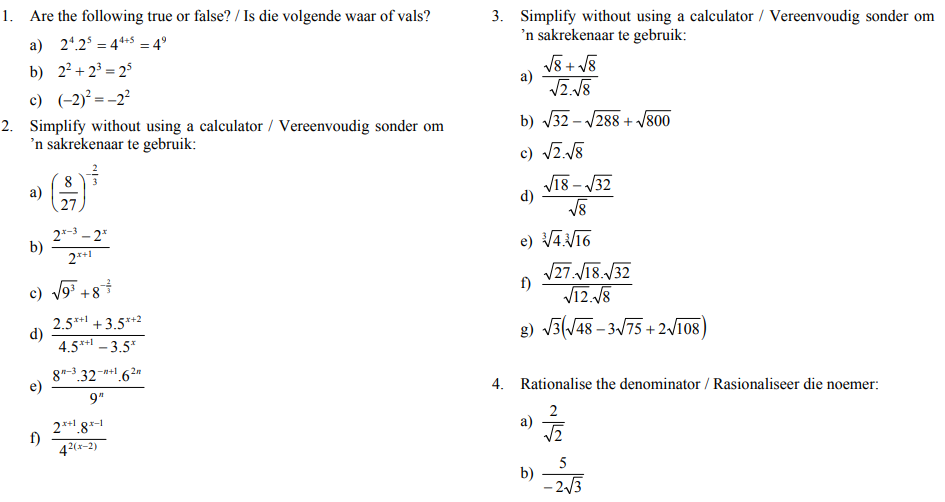 1. Are the following true or false? / Is die volgende waar of vals?
a) 2⁴.2⁵ = 4⁴⁺⁵ = 4⁹
b) 2² + 2³ = 2⁵
c) (–2)² = –2²
2. Simplify without using a calculator / Vereenvoudig sonder om
'n sakrekenaar te gebruik:
a) (8/27)^(–2/3)
b) (2^(x–3) – 2^x)/(2^(x+1))
c) √(9³) + 8^(–2/3)
d) (2.5^(x+1) + 3.5^(x+2))/(4.5^(x+1) – 3.5^x)
e) (8^(n–3).32^(–n+1).6^(2n))/(9^n)
f) (2^(x+1).8^(x–1))/(4^(2(x–2)))
3. Simplify without using a calculator / Vereenvoudig sonder om
'n sakrekenaar te gebruik:
a) (√8 + √8)/(√2.√8)
b) √32 – √288 + √800
c) √2.√8
d) (√18 – √32)/(√8)
e) ∛4.∛16
f) (√27.√18.√32)/(√12.√8)
g) √3(√48 – 3√75 + 2√108)
4. Rationalise the denominator / Rasionaliseer die noemer:
a) 2/√2
b) 5/(–2√3)